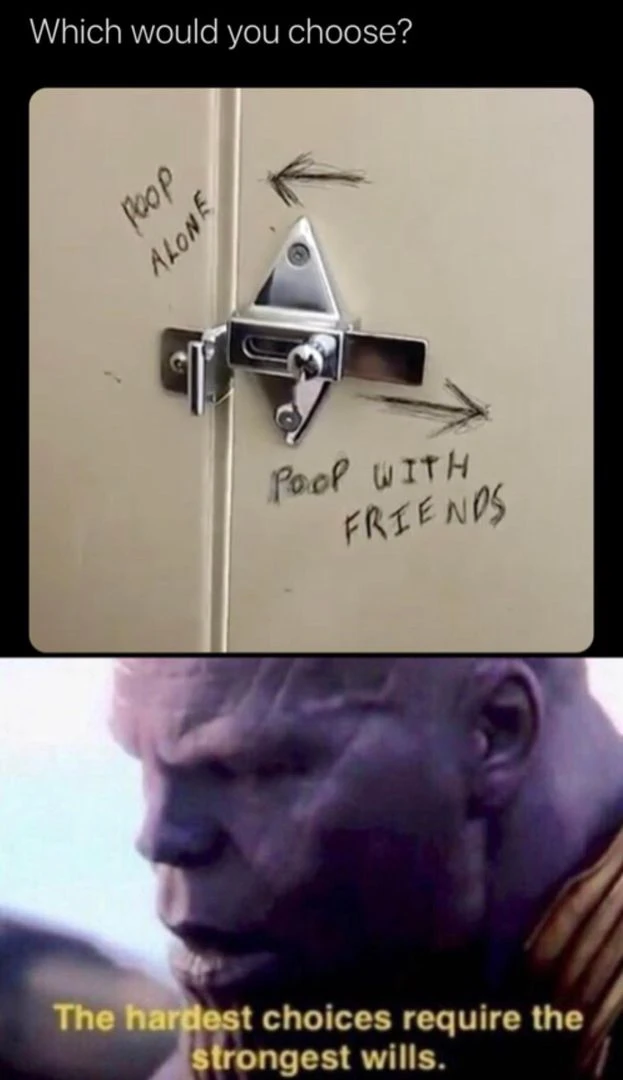 Which would you choose?
POOP
ALONE
POOP WITH
FRIENDS
The hardest choices require the
strongest wills.